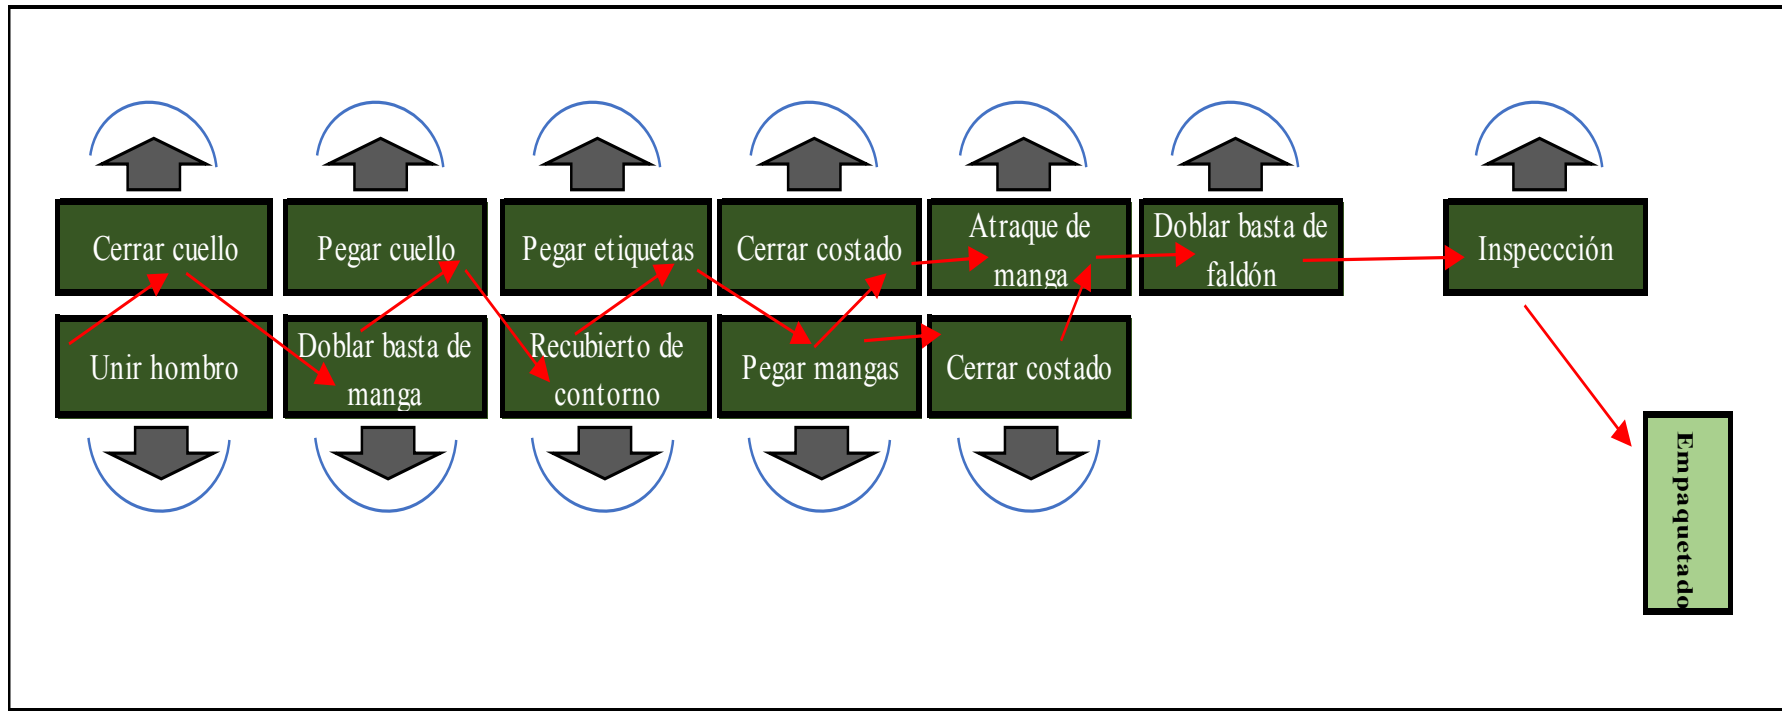 Cerrar cuello
Pegar cuello
Pegar etiquetas
Cerrar costado
Atraque de
manga
Doblar basta de
faldón
Inspeccción
Unir hombro
Doblar basta de
manga
Recubierto de
contorno
Pegar mangas
Cerrar costado
Empaquetado